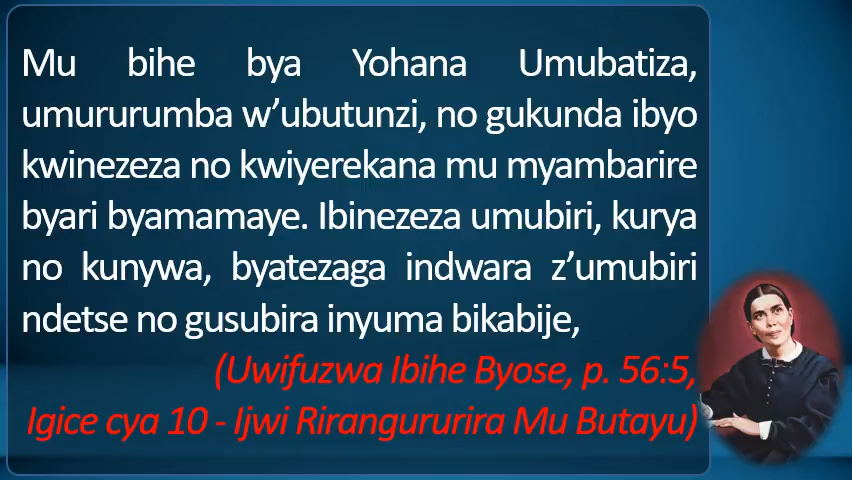 Mu bihe bya Yohana Umubatiza,
umururumba w'ubutunzi, no gukunda ibyo
kwinezeza no kwiyerekana mu myambarire
byari byamamaye. Ibinezeza umubiri, kurya
no kunywa, byatezaga indwara z'umubiri
ndetse no gusubira inyuma bikabije,
(Uwifuzwa Ibihe Byose, p. 56:5,
Igice cya 10 - Ijwi Rirangururira Mu Butayu)